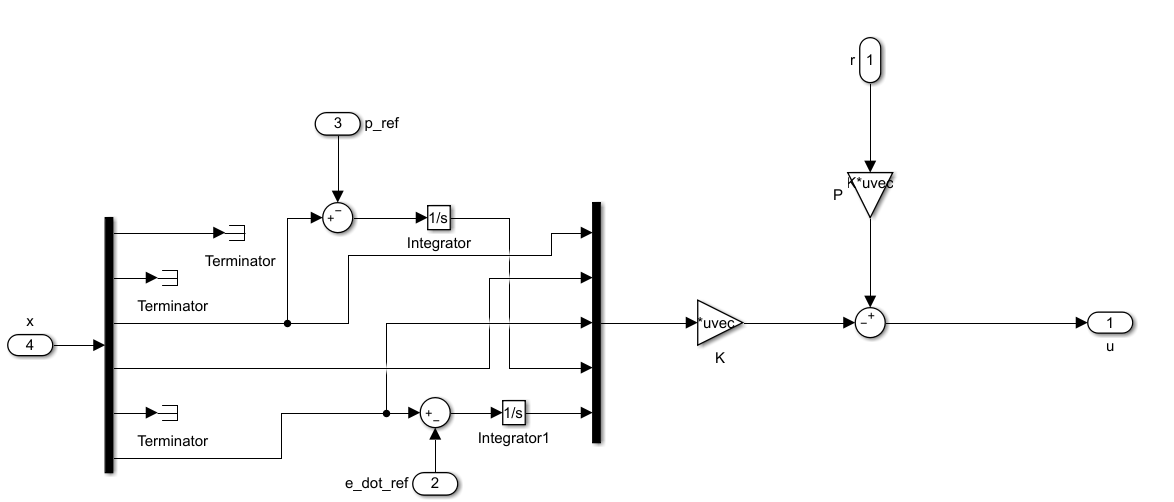 r
1
3
p_ref
K*uvec
P
+
−
1/s
Integrator
Terminator
Terminator
x
4
*uvec
K
−
+
1
u
Terminator
+
−
1/s
Integrator1
e_dot_ref
2